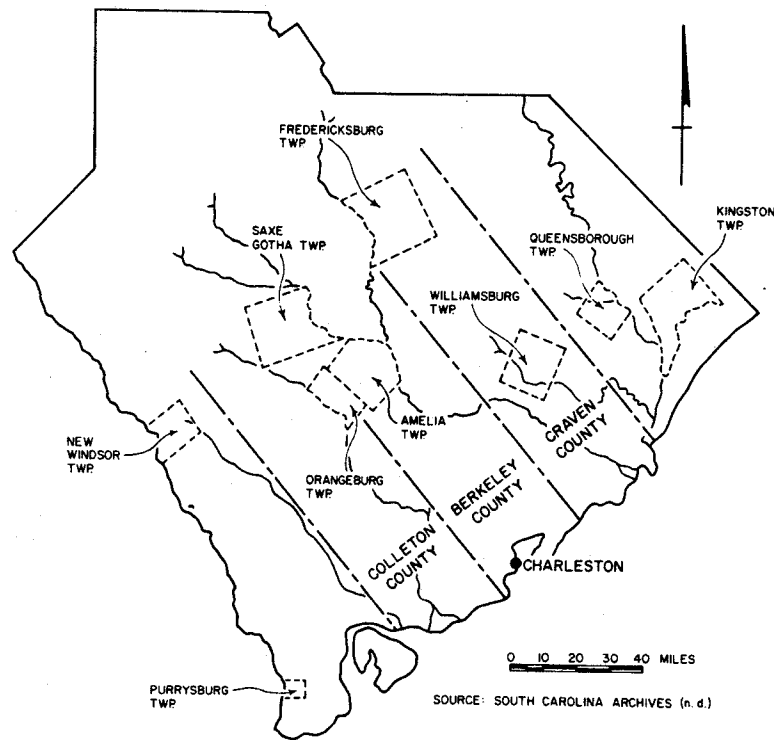 FREDERICKSBURG
TWP.
KINGSTON
TWP.
SAXE
GOTHA TWP.
QUEENSBOROUGH
TWP.
WILLIAMSBURG
TWP.
NEW
WINDSOR
TWP.
AMELIA
TWP.
ORANGEBURG
TWP.
CRAVEN
COUNTY
BERKELEY
COUNTY
COLLETON
COUNTY
CHARLESTON
0 10 20 30 40 MILES
PURRYSBURG
TWP.
SOURCE: SOUTH CAROLINA ARCHIVES (n.d.)